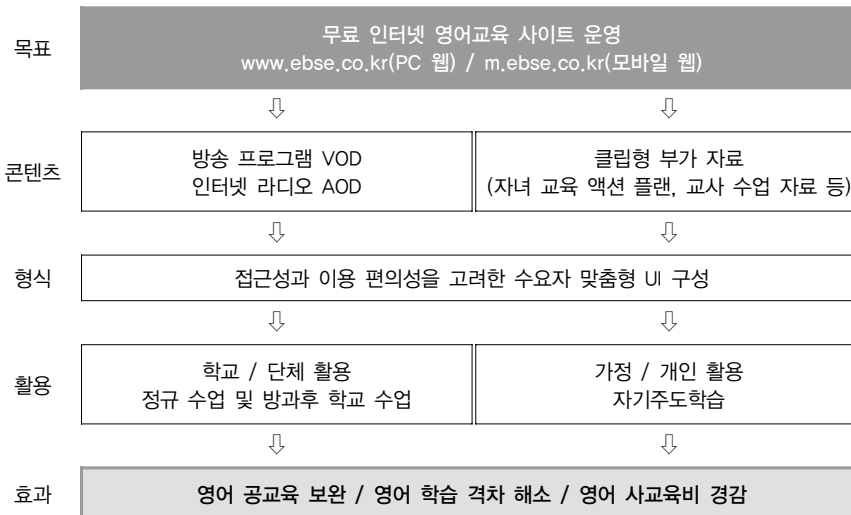 목표
무료 인터넷 영어교육 사이트 운영
www.ebse.co.kr(PC 웹) / m.ebse.co.kr(모바일 웹)
⇩ ⇩
콘텐츠
방송 프로그램 VOD
인터넷 라디오 AOD
클립형 부가 자료
(자녀 교육 액션 플랜, 교사 수업 자료 등)
⇩ ⇩
형식
접근성과 이용 편의성을 고려한 수요자 맞춤형 UI 구성
⇩ ⇩
활용
학교 / 단체 활용
정규 수업 및 방과후 학교 수업
가정 / 개인 활용
자기주도학습
⇩ ⇩
효과
영어 공교육 보완 / 영어 학습 격차 해소 / 영어 사교육비 경감